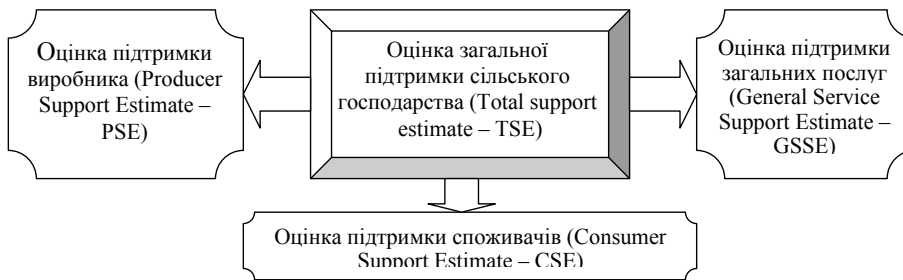 Оцінка підтримки
виробника (Producer
Support Estimate –
PSE)
Оцінка загальної
підтримки сільського
господарства (Total support
estimate – TSE)
Оцінка підтримки
загальних послуг
(General Service
Support Estimate –
GSSE)
Оцінка підтримки споживачів (Consumer
Support Estimate – CSE)